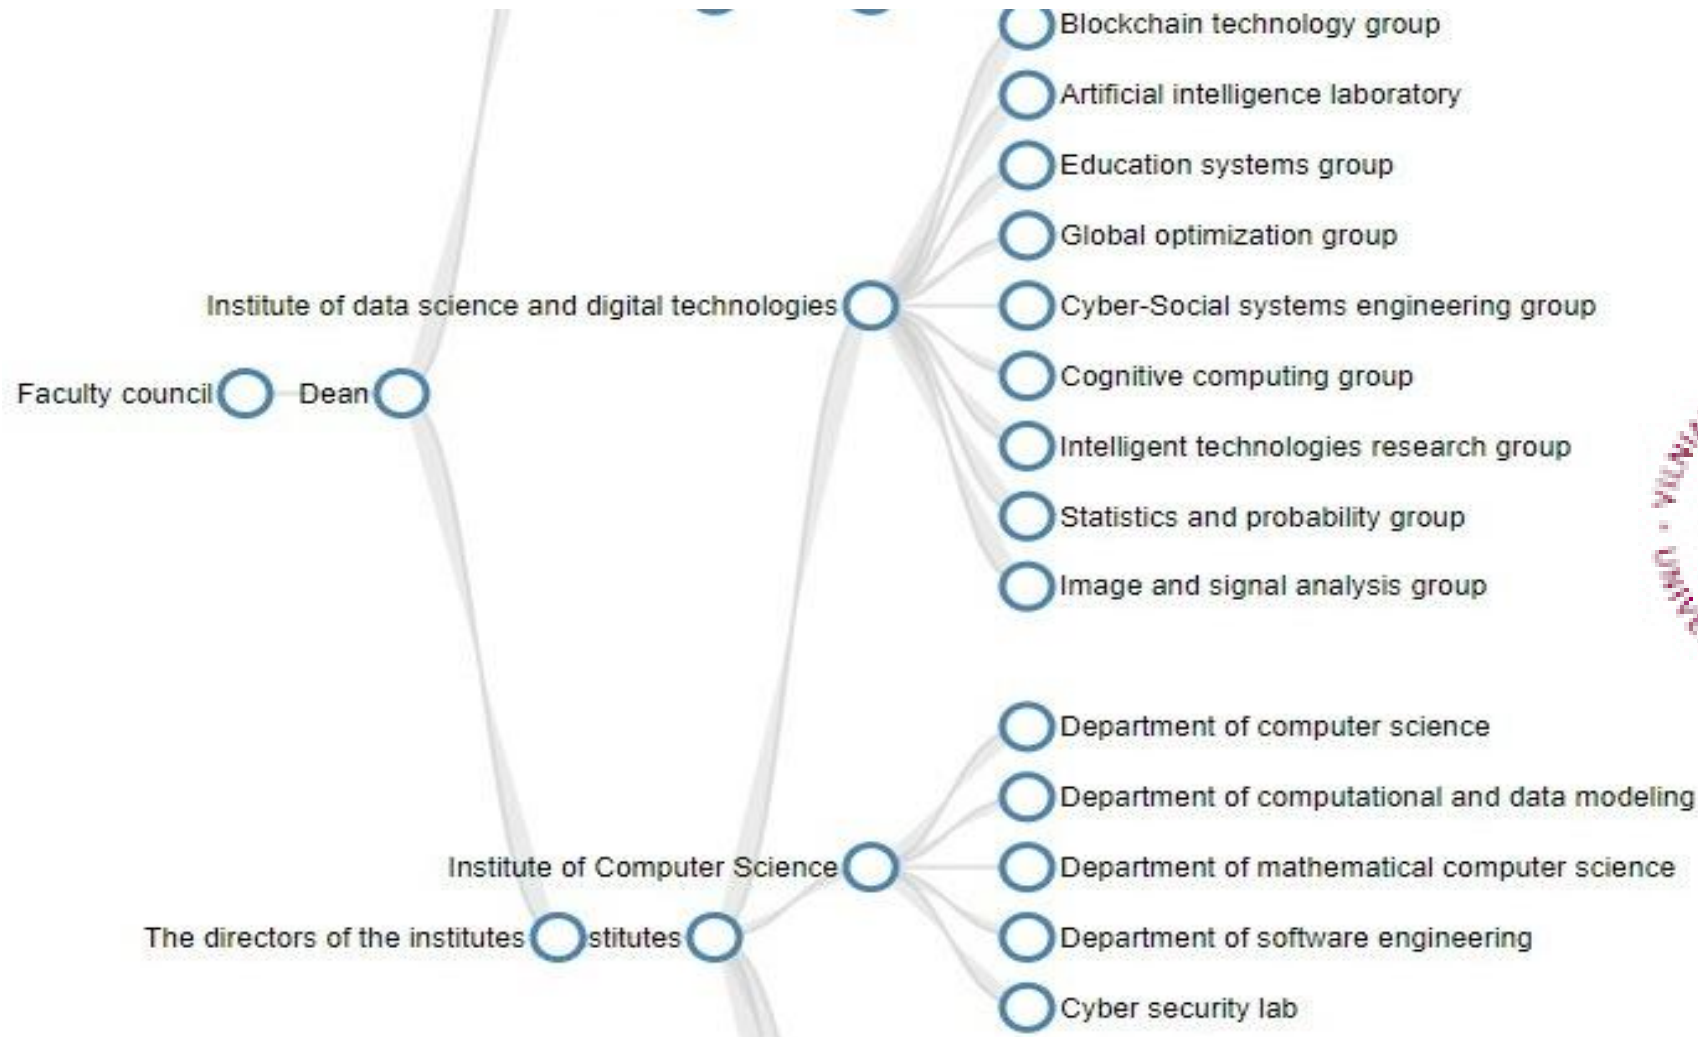 Blockchain technology group
Artificial intelligence laboratory
Education systems group
Global optimization group
Institute of data science and digital technologies
Cyber-Social systems engineering group
Cognitive computing group
Faculty council
Dean
Intelligent technologies research group
Statistics and probability group
Image and signal analysis group
Department of computer science
Department of computational and data modeling
Institute of Computer Science
Department of mathematical computer science
The directors of the institutes
stitutes
Department of software engineering
Cyber security lab